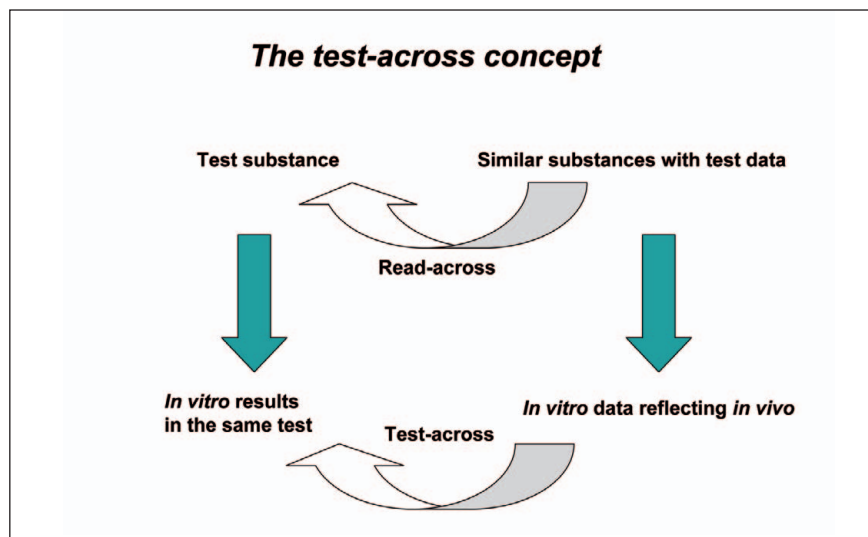 The test-across concept
Test substance
Similar substances with test data
Read-across
In vitro results
in the same test
In vitro data reflecting in vivo
Test-across